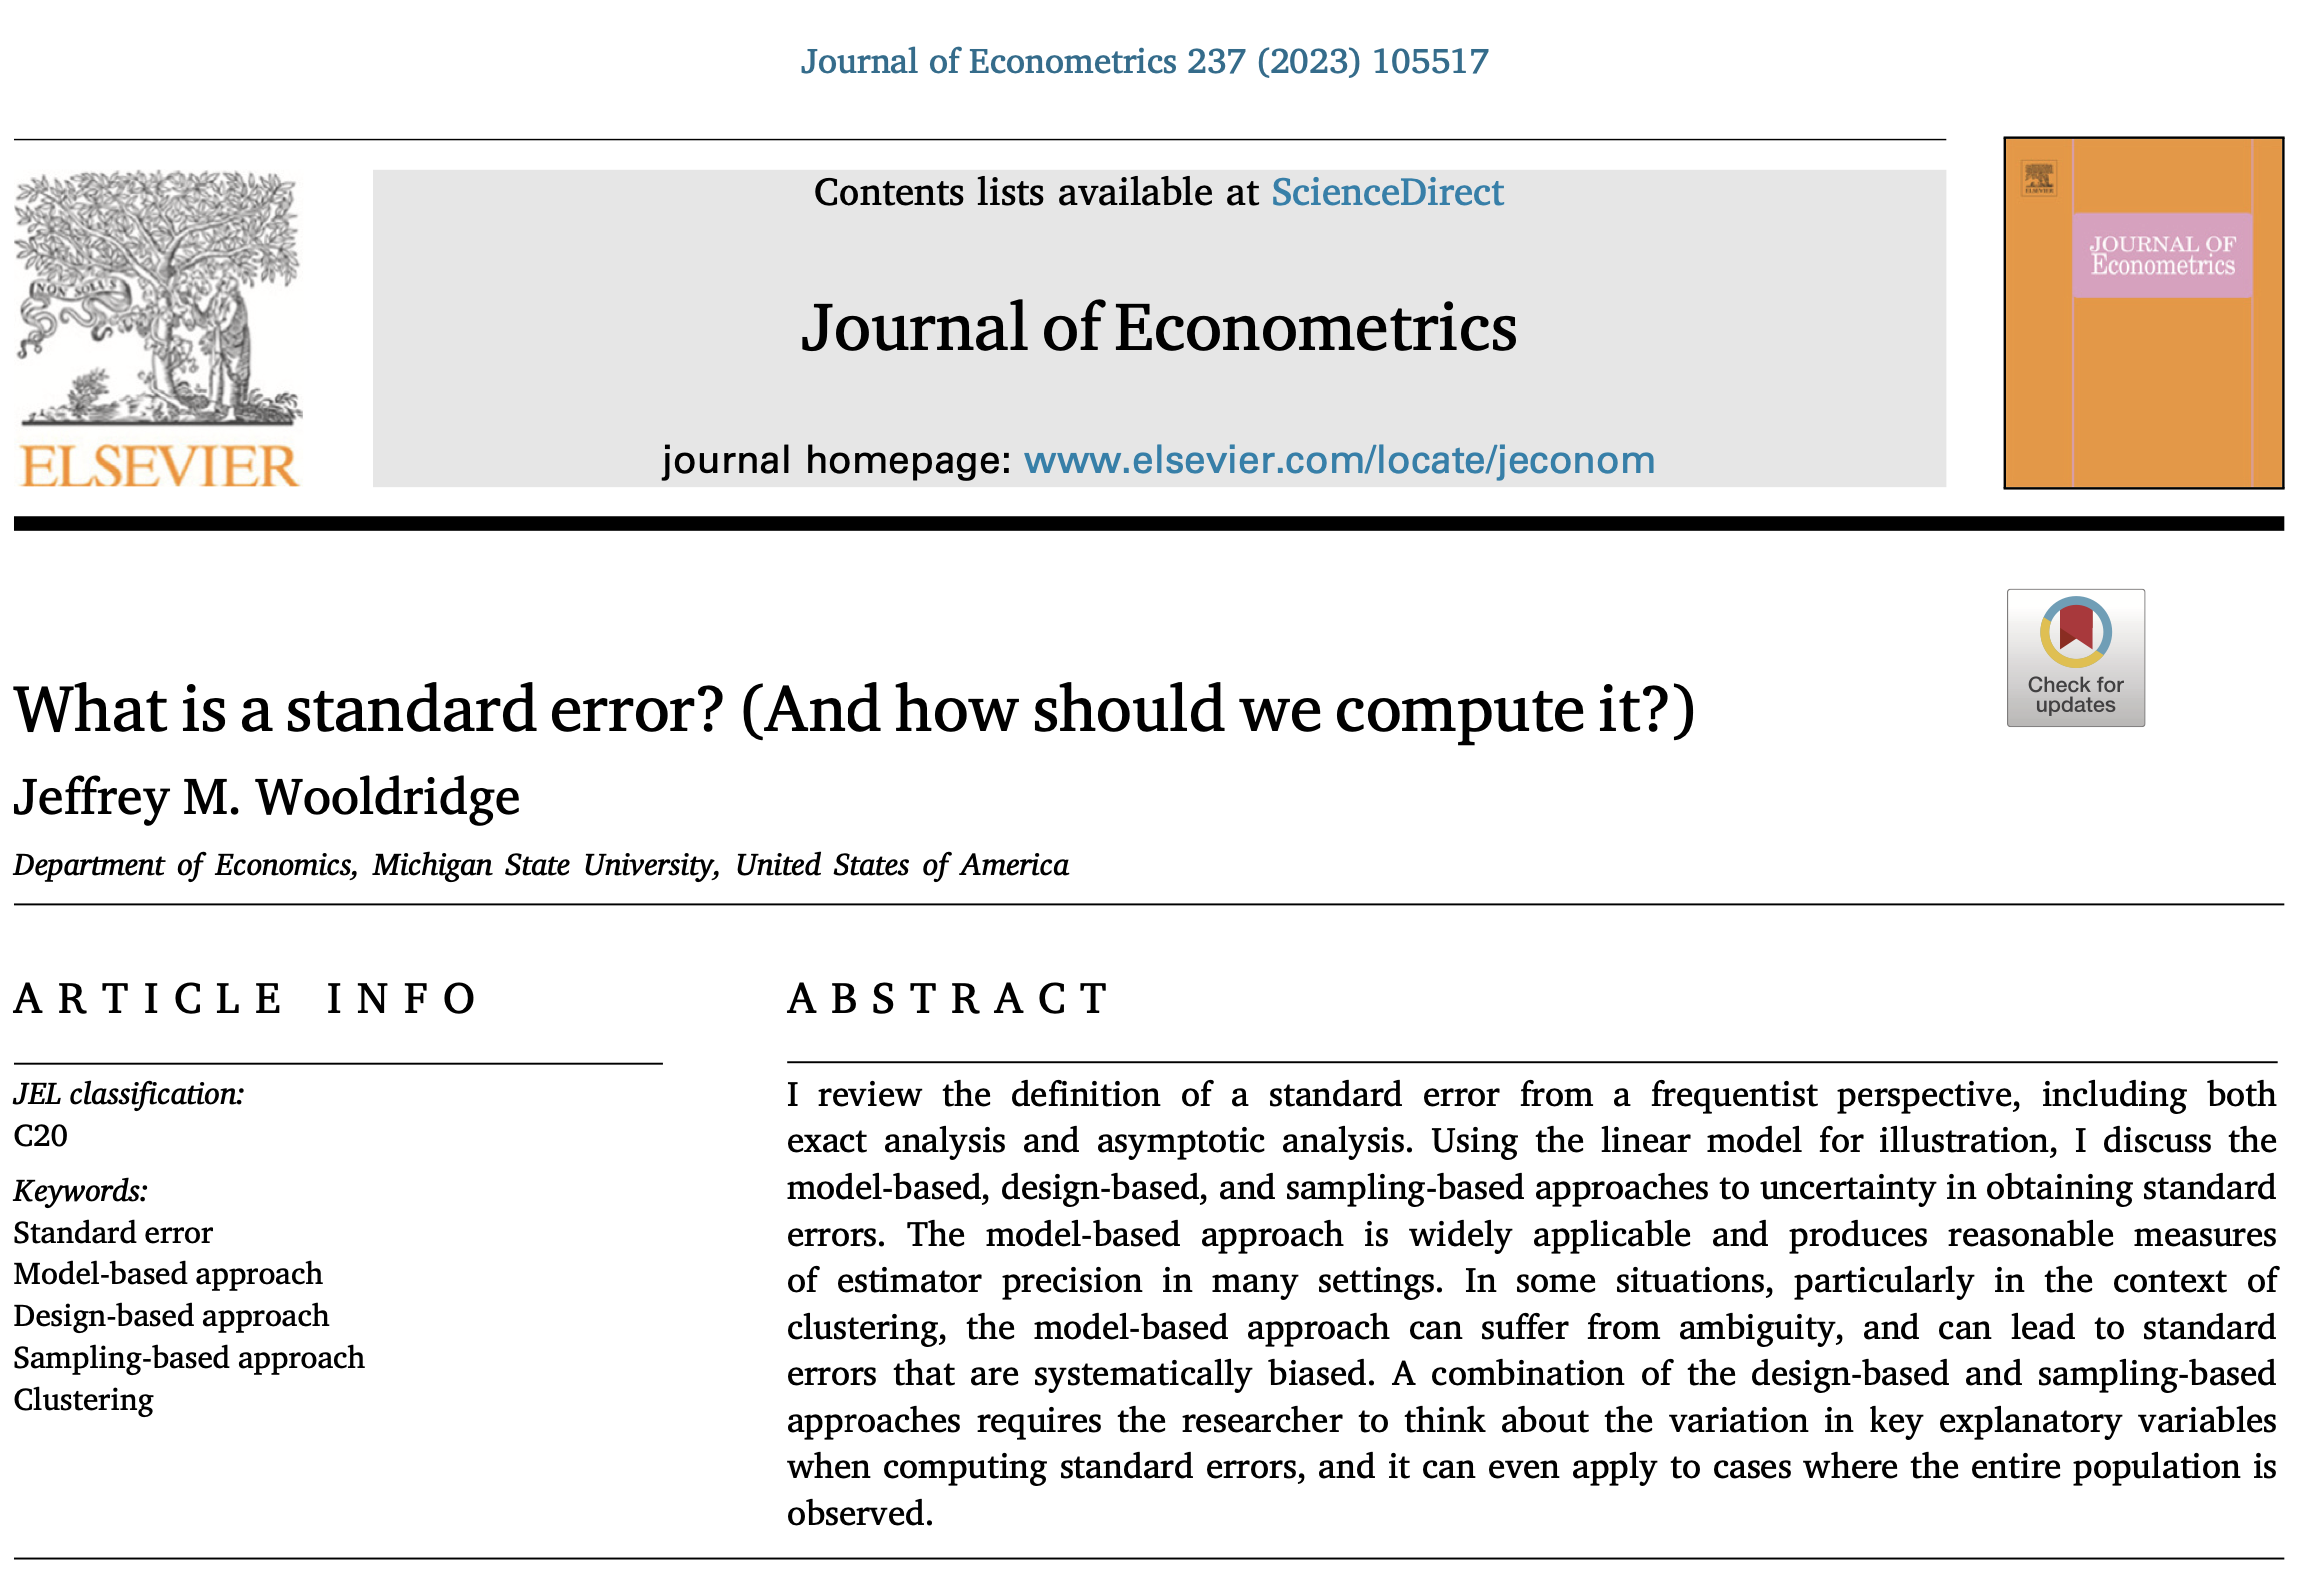 Journal of Econometrics 237 (2023) 105517
Contents lists available at ScienceDirect
Journal of Econometrics
journal homepage: www.elsevier.com/locate/jeconom
NON SOLUS
ELSEVIER
ELSEVIER
JOURNAL OF
Econometrics
Check for
updates
What is a standard error? (And how should we compute it?)
Jeffrey M. Wooldridge
Department of Economics, Michigan State University, United States of America
ARTICLE INFO
JEL classification:
C20
Keywords:
Standard error
Model-based approach
Design-based approach
Sampling-based approach
Clustering
ABSTRACT
I review the definition of a standard error from a frequentist perspective, including both
exact analysis and asymptotic analysis. Using the linear model for illustration, I discuss the
model-based, design-based, and sampling-based approaches to uncertainty in obtaining standard
errors. The model-based approach is widely applicable and produces reasonable measures
of estimator precision in many settings. In some situations, particularly in the context of
clustering, the model-based approach can suffer from ambiguity, and can lead to standard
errors that are systematically biased. A combination of the design-based and sampling-based
approaches requires the researcher to think about the variation in key explanatory variables
when computing standard errors, and it can even apply to cases where the entire population is
observed.